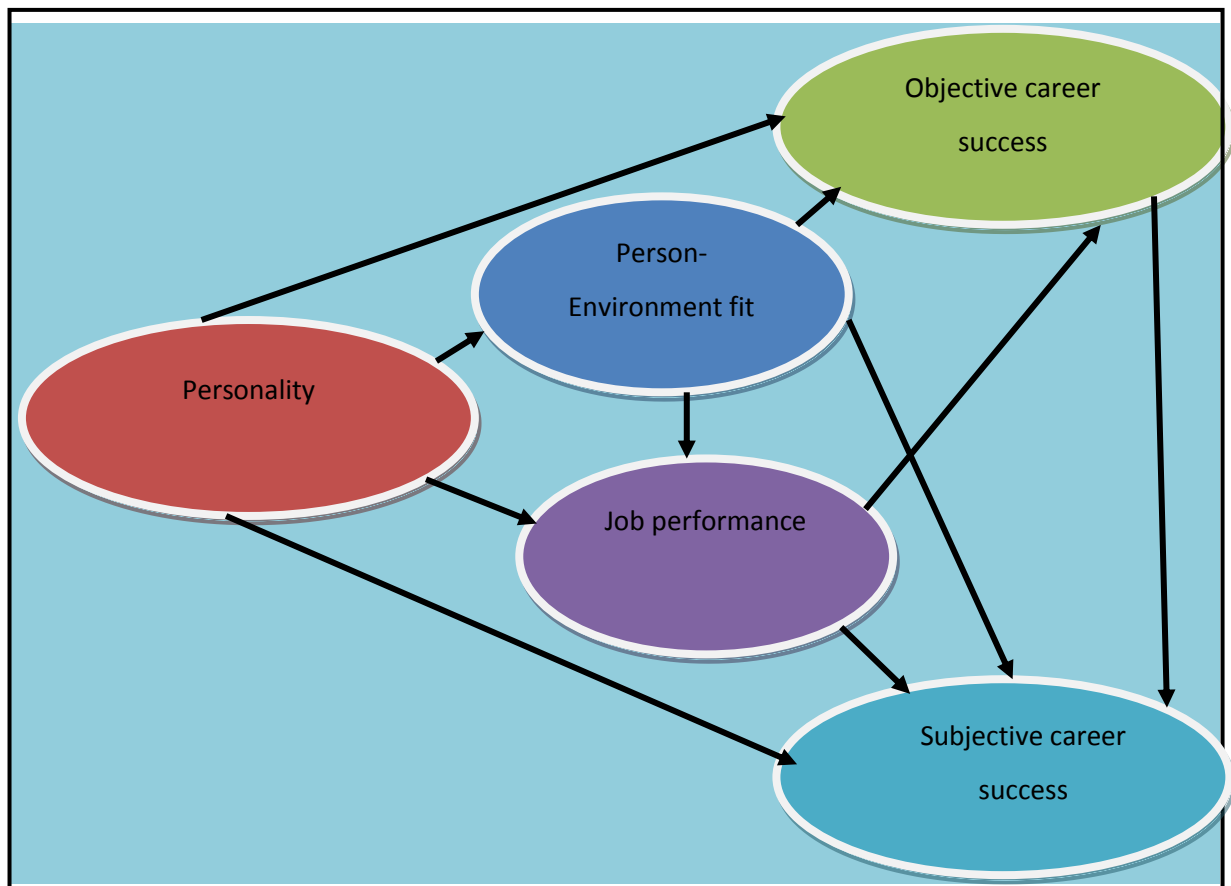 Objective career
success
Person-
Environment fit
Personality
Job performance
Subjective career
success